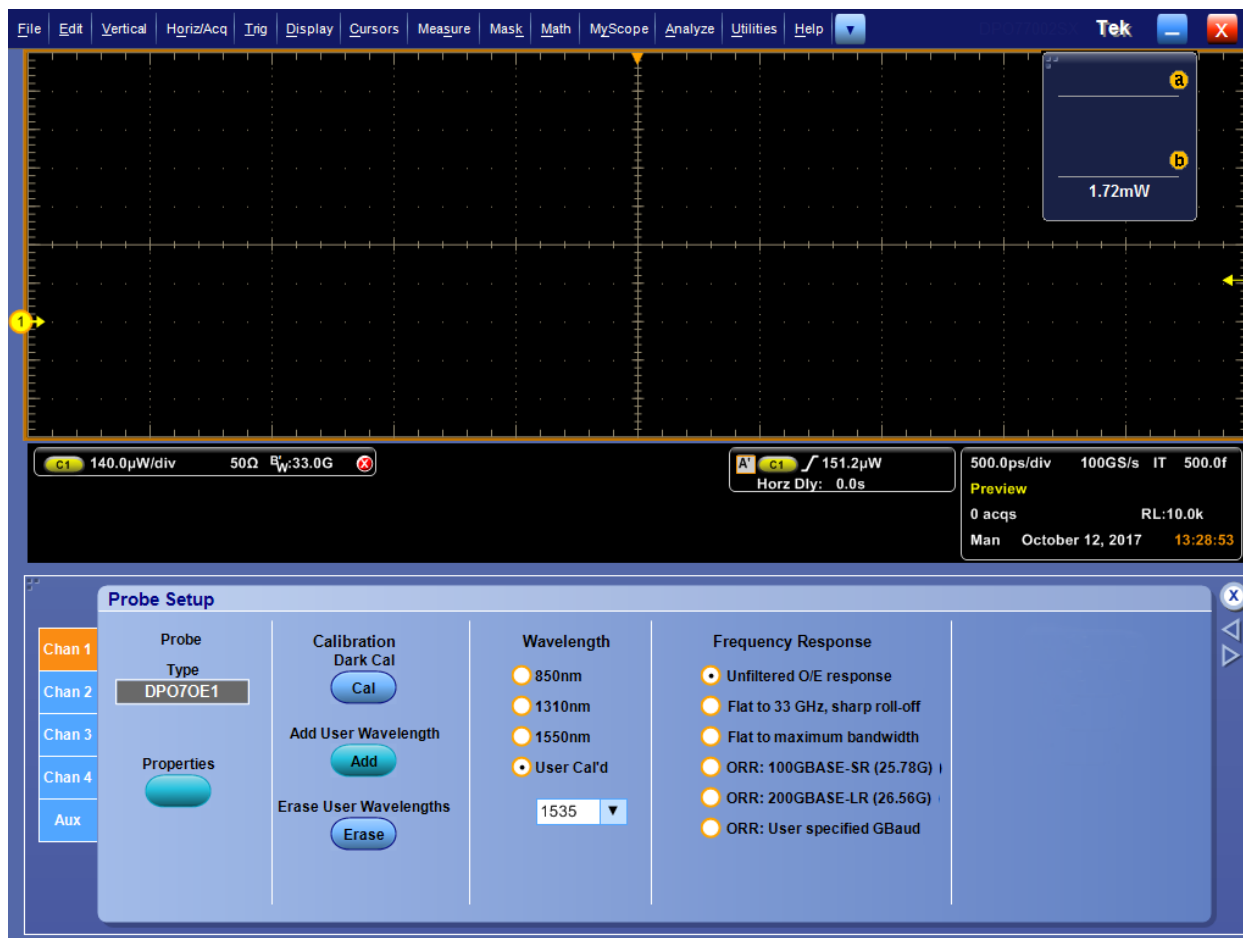 File Edit Vertical Horiz/Acq Trig Display Cursors Measure Mask Math MyScope Analyze Utilities Help Tek X
a
b
1.72mW
1
C1 140.0µW/div 50Ω BW:33.0G
A' C1 151.2µW
Horz Dly: 0.0s
500.0ps/div 100GS/s IT 500.0f
Preview
0 acqs RL:10.0k
Man October 12, 2017 13:28:53
Probe Setup
X
Chan 1
Chan 2
Chan 3
Chan 4
Aux
Probe
Type
DPO7OE1
Properties
Calibration
Dark Cal
Cal
Add User Wavelength
Add
Erase User Wavelengths
Erase
Wavelength
850nm
1310nm
1550nm
User Cal'd
1535
Frequency Response
Unfiltered O/E response
Flat to 33 GHz, sharp roll-off
Flat to maximum bandwidth
ORR: 100GBASE-SR (25.78G)
ORR: 200GBASE-LR (26.56G)
ORR: User specified GBaud